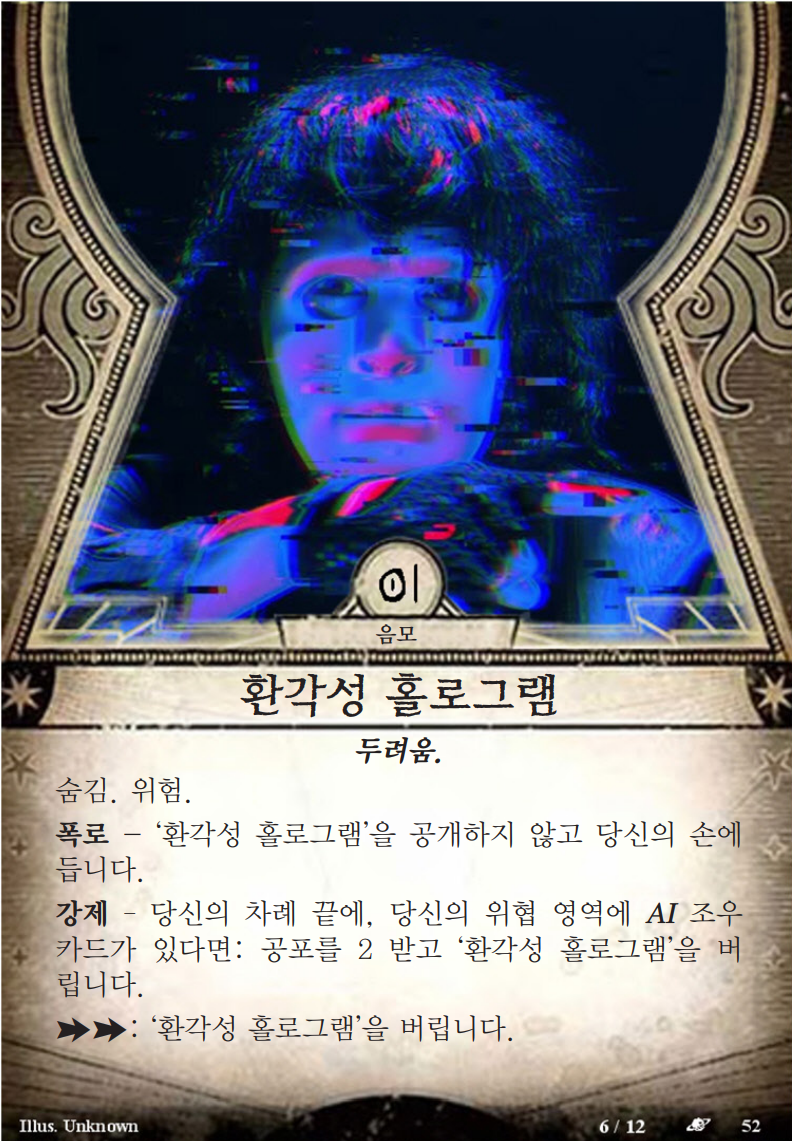 01
음모
환각성 홀로그램
두려움.
숨김. 위험.
폭로 – ‘환각성 홀로그램’을 공개하지 않고 당신의 손에
듭니다.
강제 - 당신의 차례 끝에, 당신의 위협 영역에 AI 조우
카드가 있다면: 공포를 2 받고 ‘환각성 홀로그램’을 버
립니다.
: ‘환각성 홀로그램’을 버립니다.
Illus. Unknown 6 / 12 52